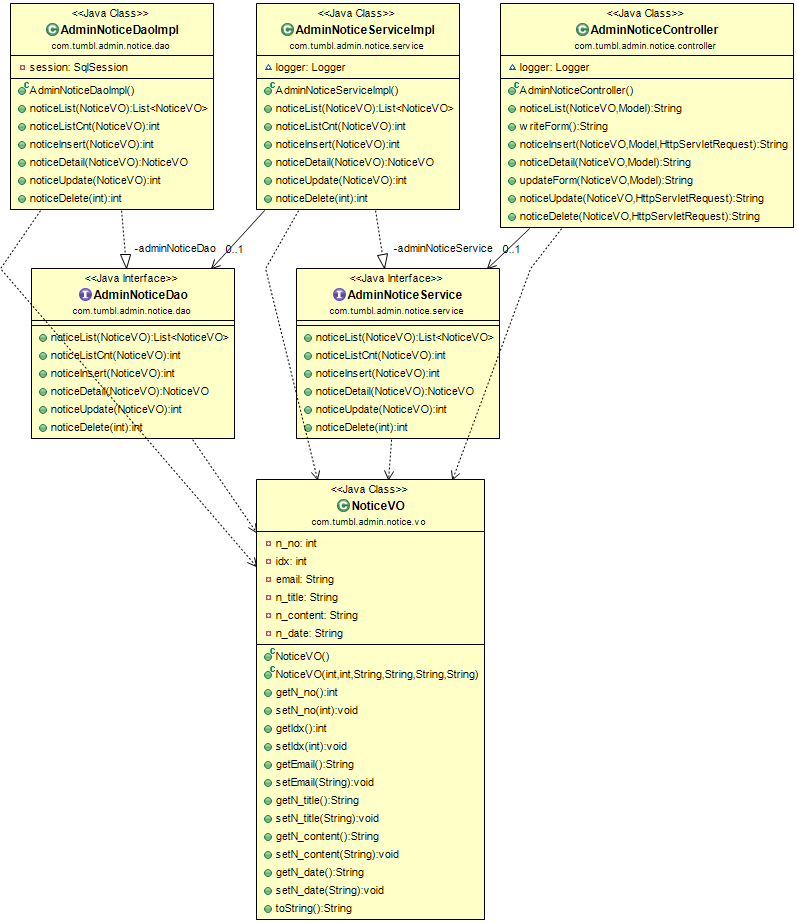 <<Java Class>>
AdminNoticeDaoImpl
com.tumbl.admin.notice.dao
session: SqlSession
AdminNoticeDaoImpl()
noticeList(NoticeVO):List<NoticeVO>
noticeListCnt(NoticeVO):int
noticeInsert(NoticeVO):int
noticeDetail(NoticeVO):NoticeVO
noticeUpdate(NoticeVO):int
noticeDelete(int):int
<<Java Class>>
AdminNoticeServiceImpl
com.tumbl.admin.notice.service
logger: Logger
AdminNoticeServiceImpl()
noticeList(NoticeVO):List<NoticeVO>
noticeListCnt(NoticeVO):int
noticeInsert(NoticeVO):int
noticeDetail(NoticeVO):NoticeVO
noticeUpdate(NoticeVO):int
noticeDelete(int):int
<<Java Class>>
AdminNoticeController
com.tumbl.admin.notice.controller
logger: Logger
AdminNoticeController()
noticeList(NoticeVO,Model):String
writeForm():String
noticeInsert(NoticeVO,Model,HttpServletRequest):String
noticeDetail(NoticeVO,Model):String
updateForm(NoticeVO,Model):String
noticeUpdate(NoticeVO,HttpServletRequest):String
noticeDelete(NoticeVO,HttpServletRequest):String
-adminNoticeDao
0..1
-adminNoticeService
0..1
<<Java Interface>>
AdminNoticeDao
com.tumbl.admin.notice.dao
noticeList(NoticeVO):List<NoticeVO>
noticeListCnt(NoticeVO):int
noticeInsert(NoticeVO):int
noticeDetail(NoticeVO):NoticeVO
noticeUpdate(NoticeVO):int
noticeDelete(int):int
<<Java Interface>>
AdminNoticeService
com.tumbl.admin.notice.service
noticeList(NoticeVO):List<NoticeVO>
noticeListCnt(NoticeVO):int
noticeInsert(NoticeVO):int
noticeDetail(NoticeVO):NoticeVO
noticeUpdate(NoticeVO):int
noticeDelete(int):int
<<Java Class>>
NoticeVO
com.tumbl.admin.notice.vo
n_no: int
idx: int
email: String
n_title: String
n_content: String
n_date: String
NoticeVO()
NoticeVO(int,int,String,String,String,String)
getN_no():int
setN_no(int):void
getIdx():int
setIdx(int):void
getEmail():String
setEmail(String):void
getN_title():String
setN_title(String):void
getN_content():String
setN_content(String):void
getN_date():String
setN_date(String):void
toString():String